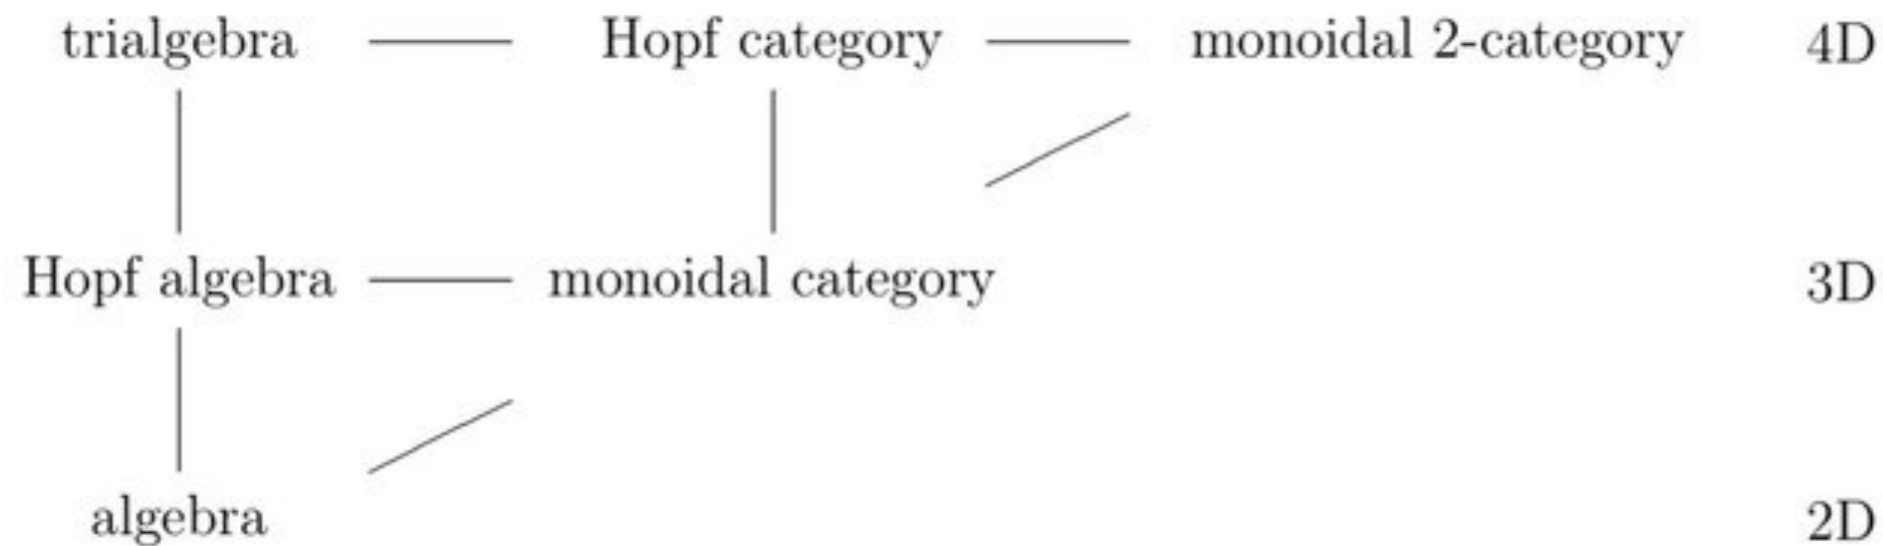 trialgebra Hopf category monoidal 2-category 4D
Hopf algebra monoidal category 3D
algebra 2D